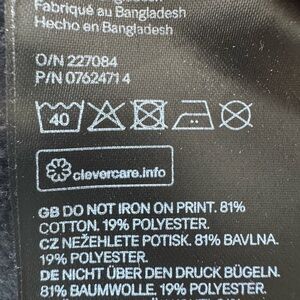 Bangladesh
Fabriqué au Bangladesh
Hecho en Bangladesh
O/N 227084
P/N 07624714
40
clevercare.info
GB DO NOT IRON ON PRINT. 81%
COTTON. 19% POLYESTER.
CZ NEŽEHLETE POTISK. 81% BAVLNA.
19% POLYESTER.
DE NICHT ÜBER DEN DRUCK BÜGELN.
81% BAUMWOLLE. 19% POLYESTER.